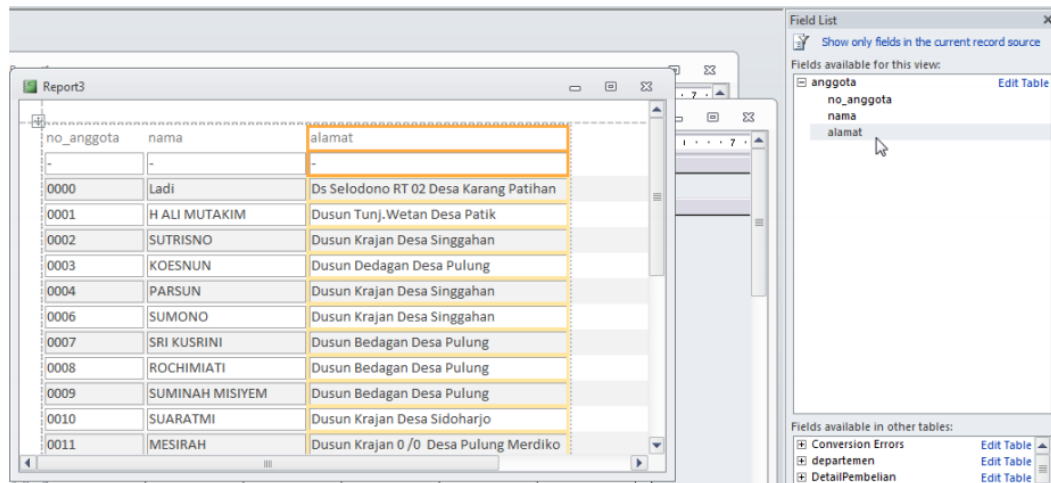 Field List
Show only fields in the current record source
Fields available for this view:
anggota Edit Table
no_anggota
nama
alamat
Report3
no_anggota nama alamat
- - -
0000 Ladi Ds Selodono RT 02 Desa Karang Patihan
0001 H ALI MUTAKIM Dusun Tunj.Wetan Desa Patik
0002 SUTRISNO Dusun Krajan Desa Singgahan
0003 KOESNUN Dusun Dedagan Desa Pulung
0004 PARSUN Dusun Krajan Desa Singgahan
0006 SUMONO Dusun Krajan Desa Singgahan
0007 SRI KUSRINI Dusun Bedagan Desa Pulung
0008 ROCHIMIATI Dusun Bedagan Desa Pulung
0009 SUMINAH MISIYEM Dusun Bedagan Desa Pulung
0010 SUARATMI Dusun Krajan Desa Sidoharjo
0011 MESIRAH Dusun Krajan 0 /0 Desa Pulung Merdiko
7
7
Fields available in other tables:
Conversion Errors Edit Table
departemen Edit Table
DetailPembelian Edit Table